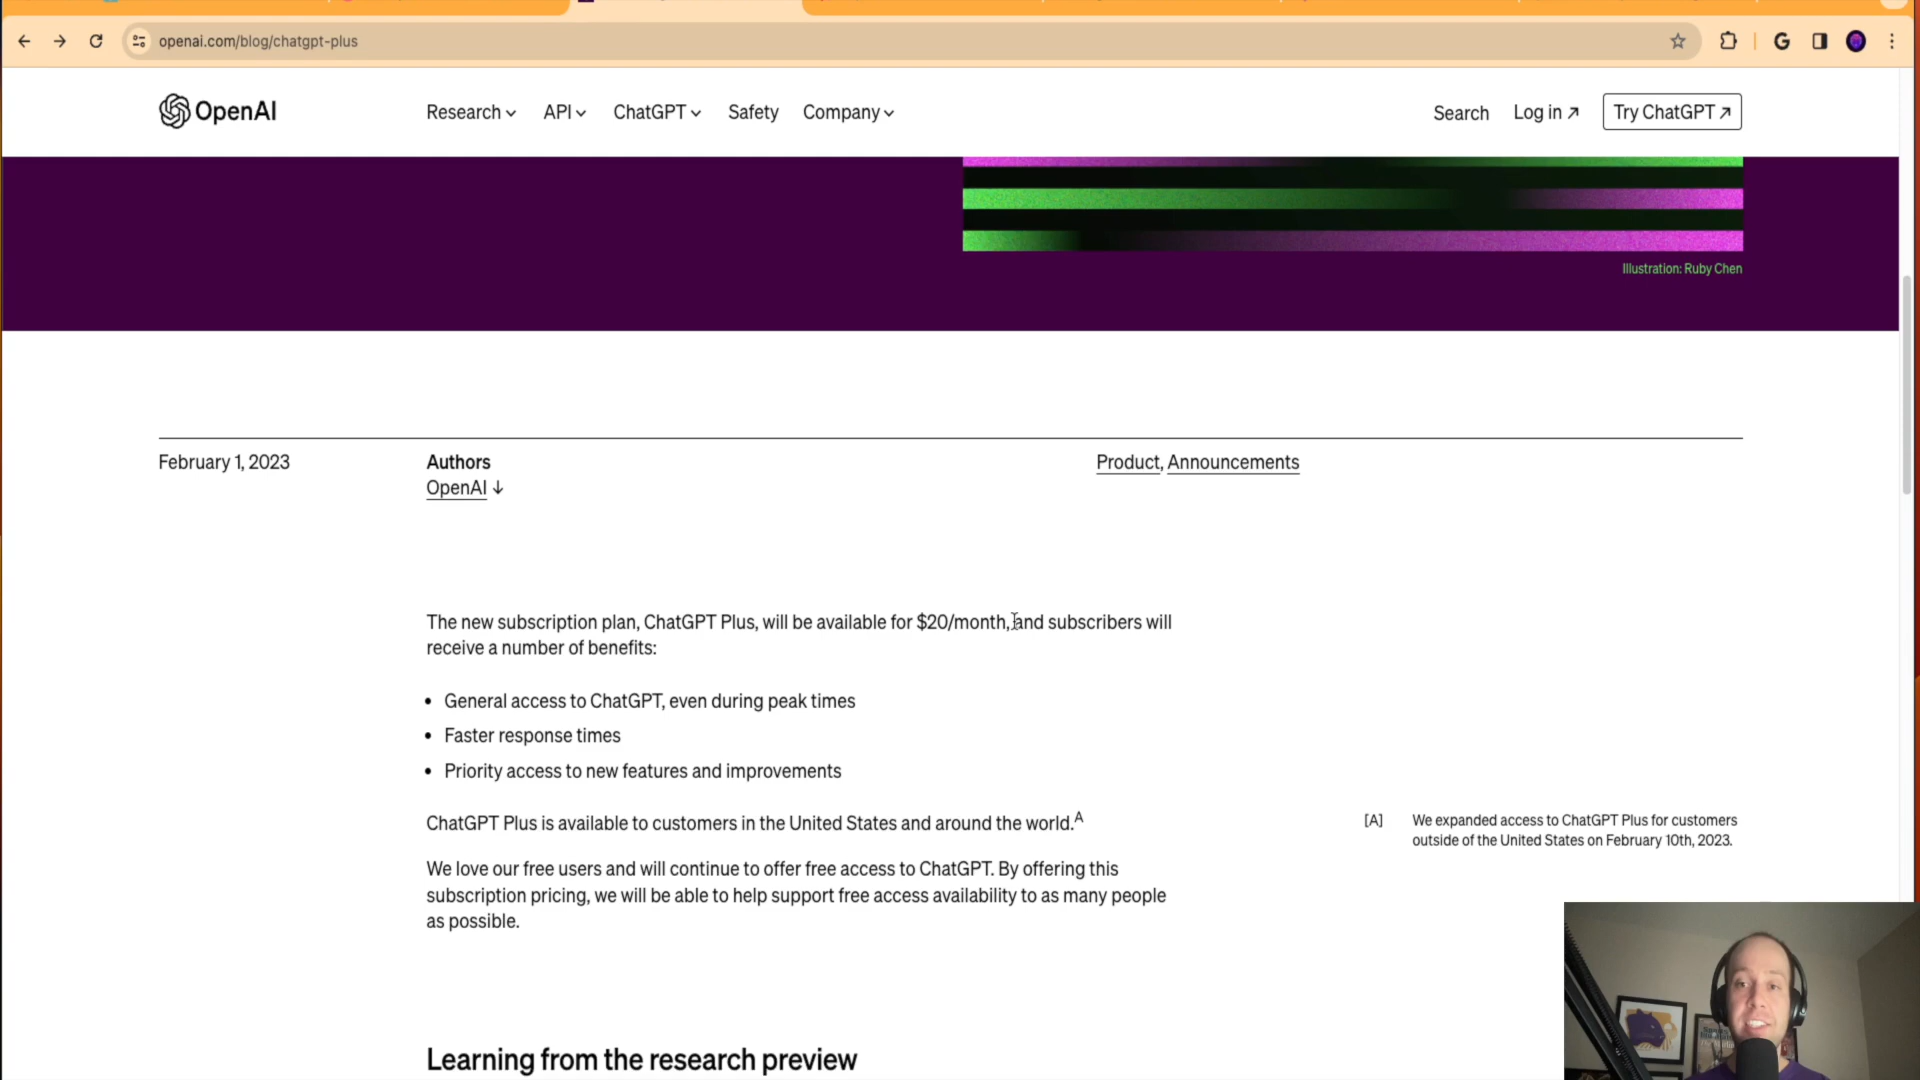 openai.com/blog/chatgpt-plus
OpenAI
Research
API
ChatGPT
Safety
Company
Search
Log in ↗
Try ChatGPT ↗
Illustration: Ruby Chen
February 1, 2023
Authors
OpenAI ↓
Product, Announcements
The new subscription plan, ChatGPT Plus, will be available for $20/month, and subscribers will
receive a number of benefits:
• General access to ChatGPT, even during peak times
• Faster response times
• Priority access to new features and improvements
ChatGPT Plus is available to customers in the United States and around the world.A
[A] We expanded access to ChatGPT Plus for customers
outside of the United States on February 10th, 2023.
We love our free users and will continue to offer free access to ChatGPT. By offering this
subscription pricing, we will be able to help support free access availability to as many people
as possible.
Learning from the research preview